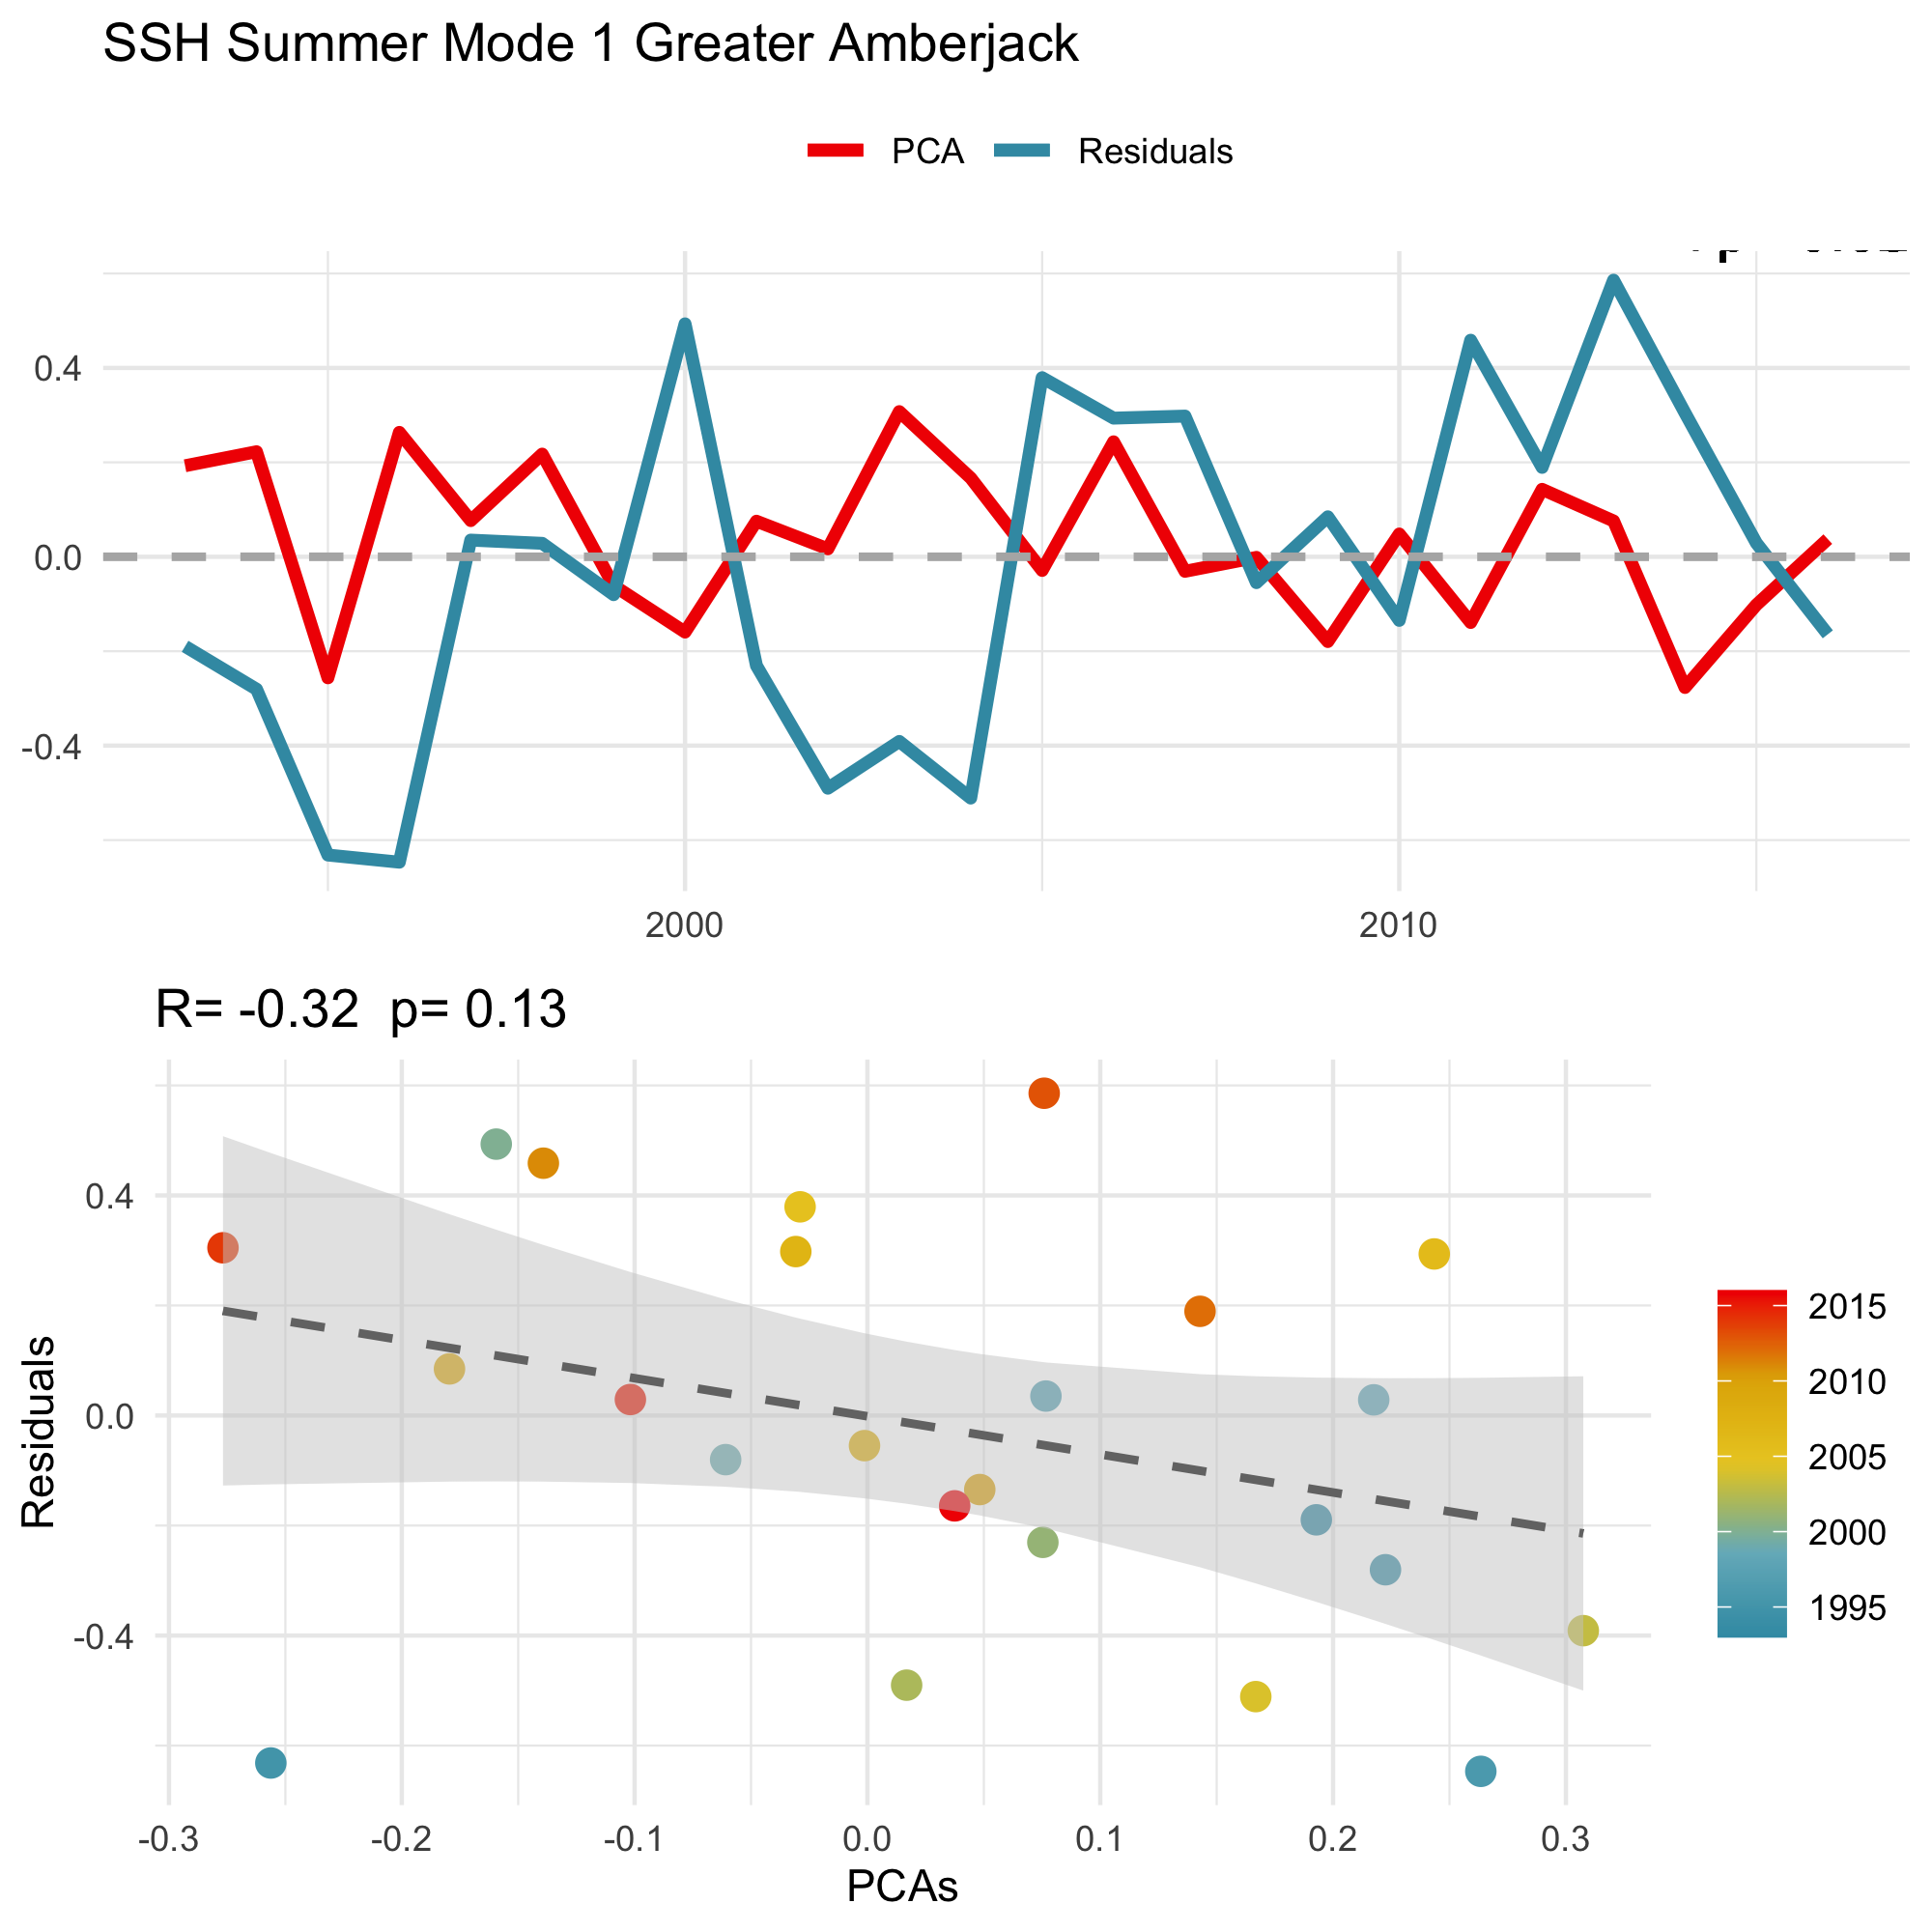 SSH Summer Mode 1 Greater Amberjack
PCA Residuals
0.4
0.0
-0.4
2000 2010
R= -0.32 p= 0.13
0.4
0.0
-0.4
Residuals
-0.3 -0.2 -0.1 0.0 0.1 0.2 0.3
PCAs
2015
2010
2005
2000
1995